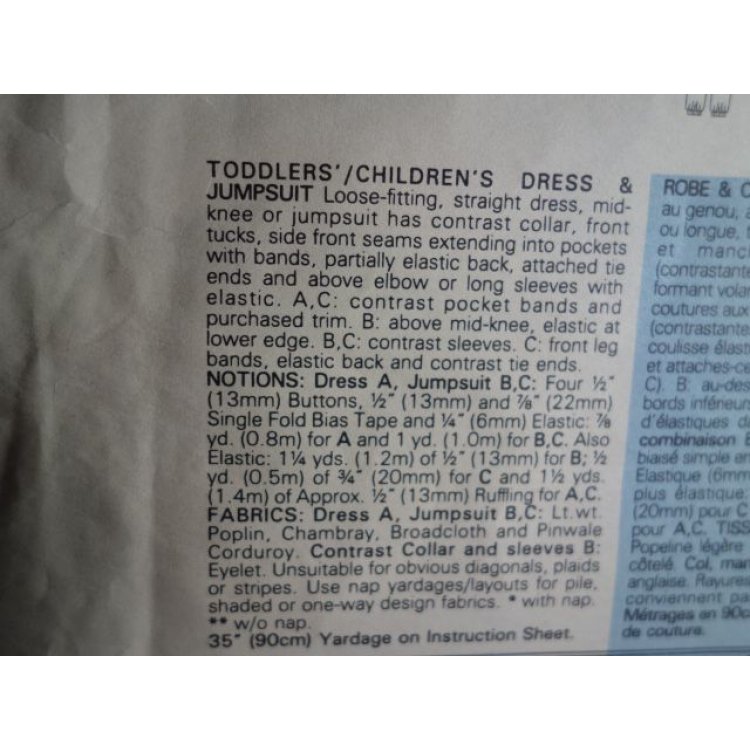 TODDLERS'/CHILDREN'S DRESS &
JUMPSUIT Loose-fitting, straight dress, mid-
knee or jumpsuit has contrast collar, front
tucks, side front seams extending into pockets
with bands, partially elastic back, attached tie
ends and above elbow or long sleeves with
elastic. A,C: contrast pocket bands and
purchased trim. B: above mid-knee, elastic at
lower edge. B,C: contrast sleeves. C: front leg
bands, elastic back and contrast tie ends.
NOTIONS: Dress A, Jumpsuit B,C: Four ½"
(13mm) Buttons, ½" (13mm) and ⅞" (22mm)
Single Fold Bias Tape and ¼" (6mm) Elastic: ⅞
yd. (0.8m) for A and 1 yd. (1.0m) for B,C. Also
Elastic: 1¼ yds. (1.2m) of ½" (13mm) for B; ½
yd. (0.5m) of ¾" (20mm) for C and 1½ yds.
(1.4m) of Approx. ½" (13mm) Ruffling for A,C.
FABRICS: Dress A, Jumpsuit B,C: Lt.wt.
Poplin, Chambray, Broadcloth and Pinwale
Corduroy. Contrast Collar and sleeves B:
Eyelet. Unsuitable for obvious diagonals, plaids
or stripes. Use nap yardages/layouts for pile,
shaded or one-way design fabrics. * with nap.
** w/o nap.
35" (90cm) Yardage on Instruction Sheet.
ROBE & C
au genou,
ou longue, t
et manc
(contrastant
formant volan
coutures aux
(contrastante
coulisse élast
et attaches-ce
C). B: au-des
bords inférieur
d'élastiques da
combinaison
biaisé simple en
Elastique (6mm
plus élastique
(20mm) pour C
pour A,C. TISS
Popeline légère
côtelé. Col, man
anglaise. Rayure
conviennent pas
Métrages en 90c
de couture.